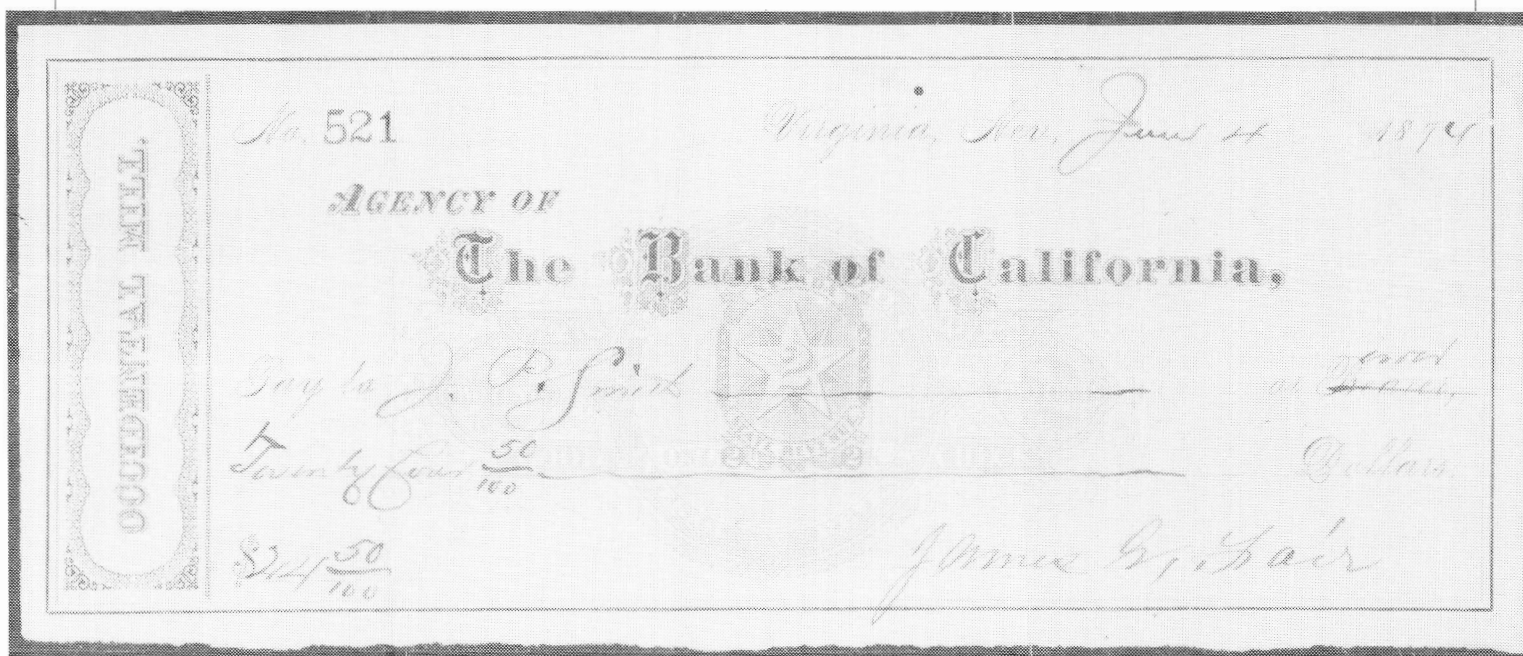 OCCIDENTAL MILL.
No. 521 Virginia, Nev., June 4 1874
AGENCY OF
The Bank of California,
Pay to J. P. Smith or Bearer,
2
Twenty Four 50/100 Dollars.
$24 50/100
James G. Fair